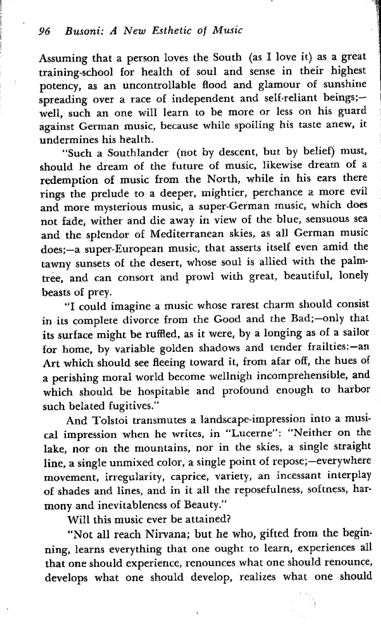 96 Busoni: A New Esthetic of Music
Assuming that a person loves the South (as I love it) as a great
training-school for health of soul and sense in their highest
potency, as an uncontrollable flood and glamour of sunshine
spreading over a race of independent and self-reliant beings;—
well, such an one will learn to be more or less on his guard
against German music, because while spoiling his taste anew, it
undermines his health.
"Such a Southlander (not by descent, but by belief) must,
should he dream of the future of music, likewise dream of a
redemption of music from the North, while in his ears there
rings the prelude to a deeper, mightier, perchance a more evil
and more mysterious music, a super-German music, which does
not fade, wither and die away in view of the blue, sensuous sea
and the splendor of Mediterranean skies, as all German music
does;—a super-European music, that asserts itself even amid the
tawny sunsets of the desert, whose soul is allied with the palm-
tree, and can consort and prowl with great, beautiful, lonely
beasts of prey.
"I could imagine a music whose rarest charm should consist
in its complete divorce from the Good and the Bad;—only that
its surface might be ruffled, as it were, by a longing as of a sailor
for home, by variable golden shadows and tender frailties:—an
Art which should see fleeing toward it, from afar off, the hues of
a perishing moral world become wellnigh incomprehensible, and
which should be hospitable and profound enough to harbor
such belated fugitives."
And Tolstoi transmutes a landscape-impression into a musi-
cal impression when he writes, in "Lucerne": "Neither on the
lake, nor on the mountains, nor in the skies, a single straight
line, a single unmixed color, a single point of repose;—everywhere
movement, irregularity, caprice, variety, an incessant interplay
of shades and lines, and in it all the reposefulness, softness, har-
mony and inevitableness of Beauty."
Will this music ever be attained?
"Not all reach Nirvana; but he who, gifted from the begin-
ning, learns everything that one ought to learn, experiences all
that one should experience, renounces what one should renounce,
develops what one should develop, realizes what one should